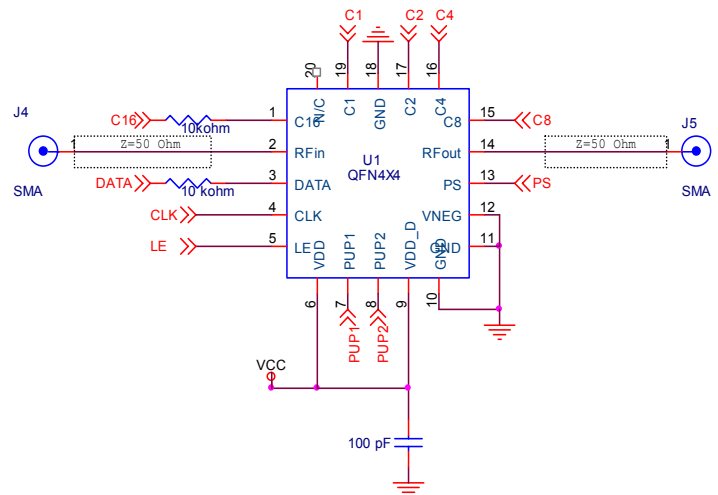 C1 C2 C4
20 19 18 17 16
N/C C1 GND C2 C4
J4 C16 10kohm 1 C16 C8 15 C8 J5
1 Z=50 Ohm 2 RFin U1 RFout 14 Z=50 Ohm 1
QFN4X4
SMA DATA 10 kohm 3 DATA PS 13 PS SMA
CLK 4 CLK VNEG 12
LE 5 LE GND 11
VDD PUP1 PUP2 VDD_D GND
6 7 8 9 10
PUP1 PUP2
VCC
100 pF